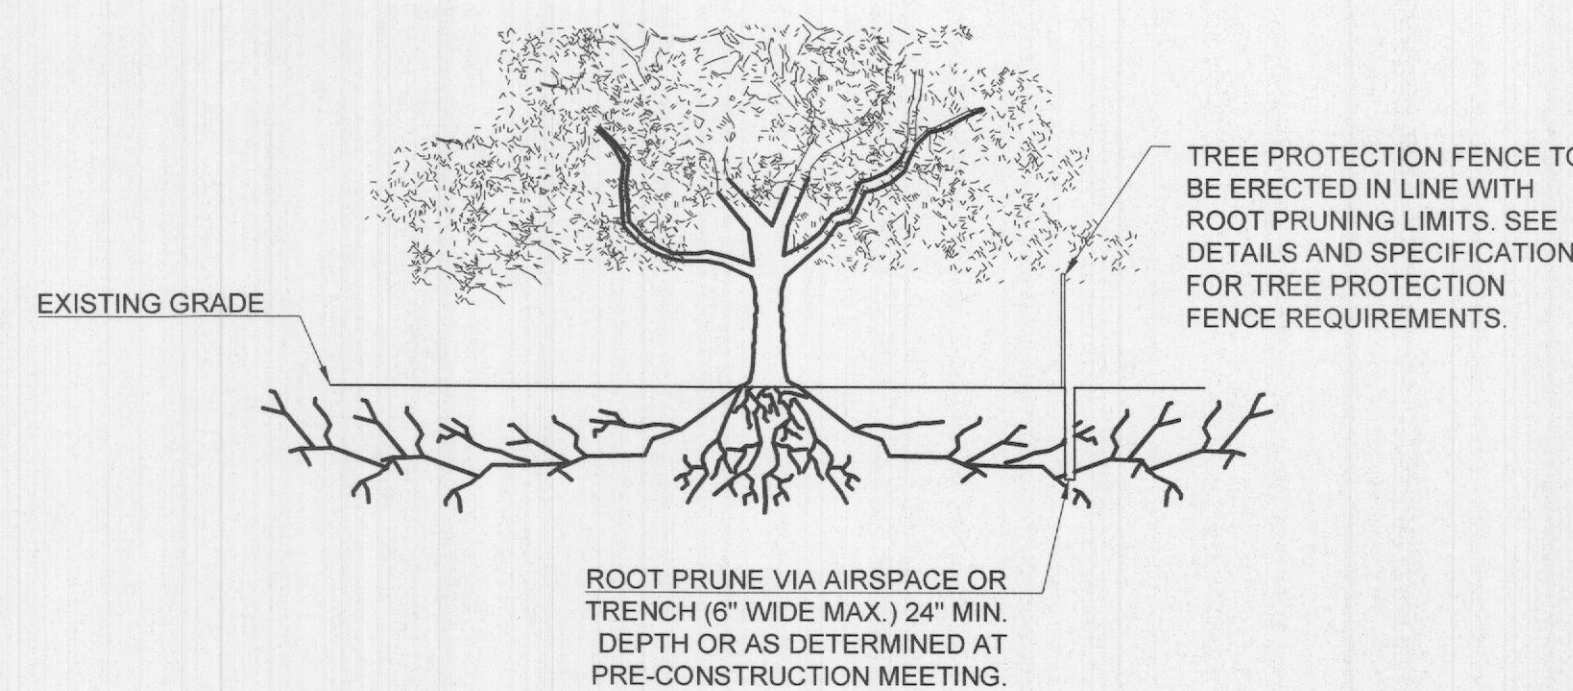 TREE PROTECTION FENCE TO
BE ERECTED IN LINE WITH
ROOT PRUNING LIMITS. SEE
DETAILS AND SPECIFICATION
FOR TREE PROTECTION
FENCE REQUIREMENTS.
EXISTING GRADE
ROOT PRUNE VIA AIRSPACE OR
TRENCH (6" WIDE MAX.) 24" MIN.
DEPTH OR AS DETERMINED AT
PRE-CONSTRUCTION MEETING.